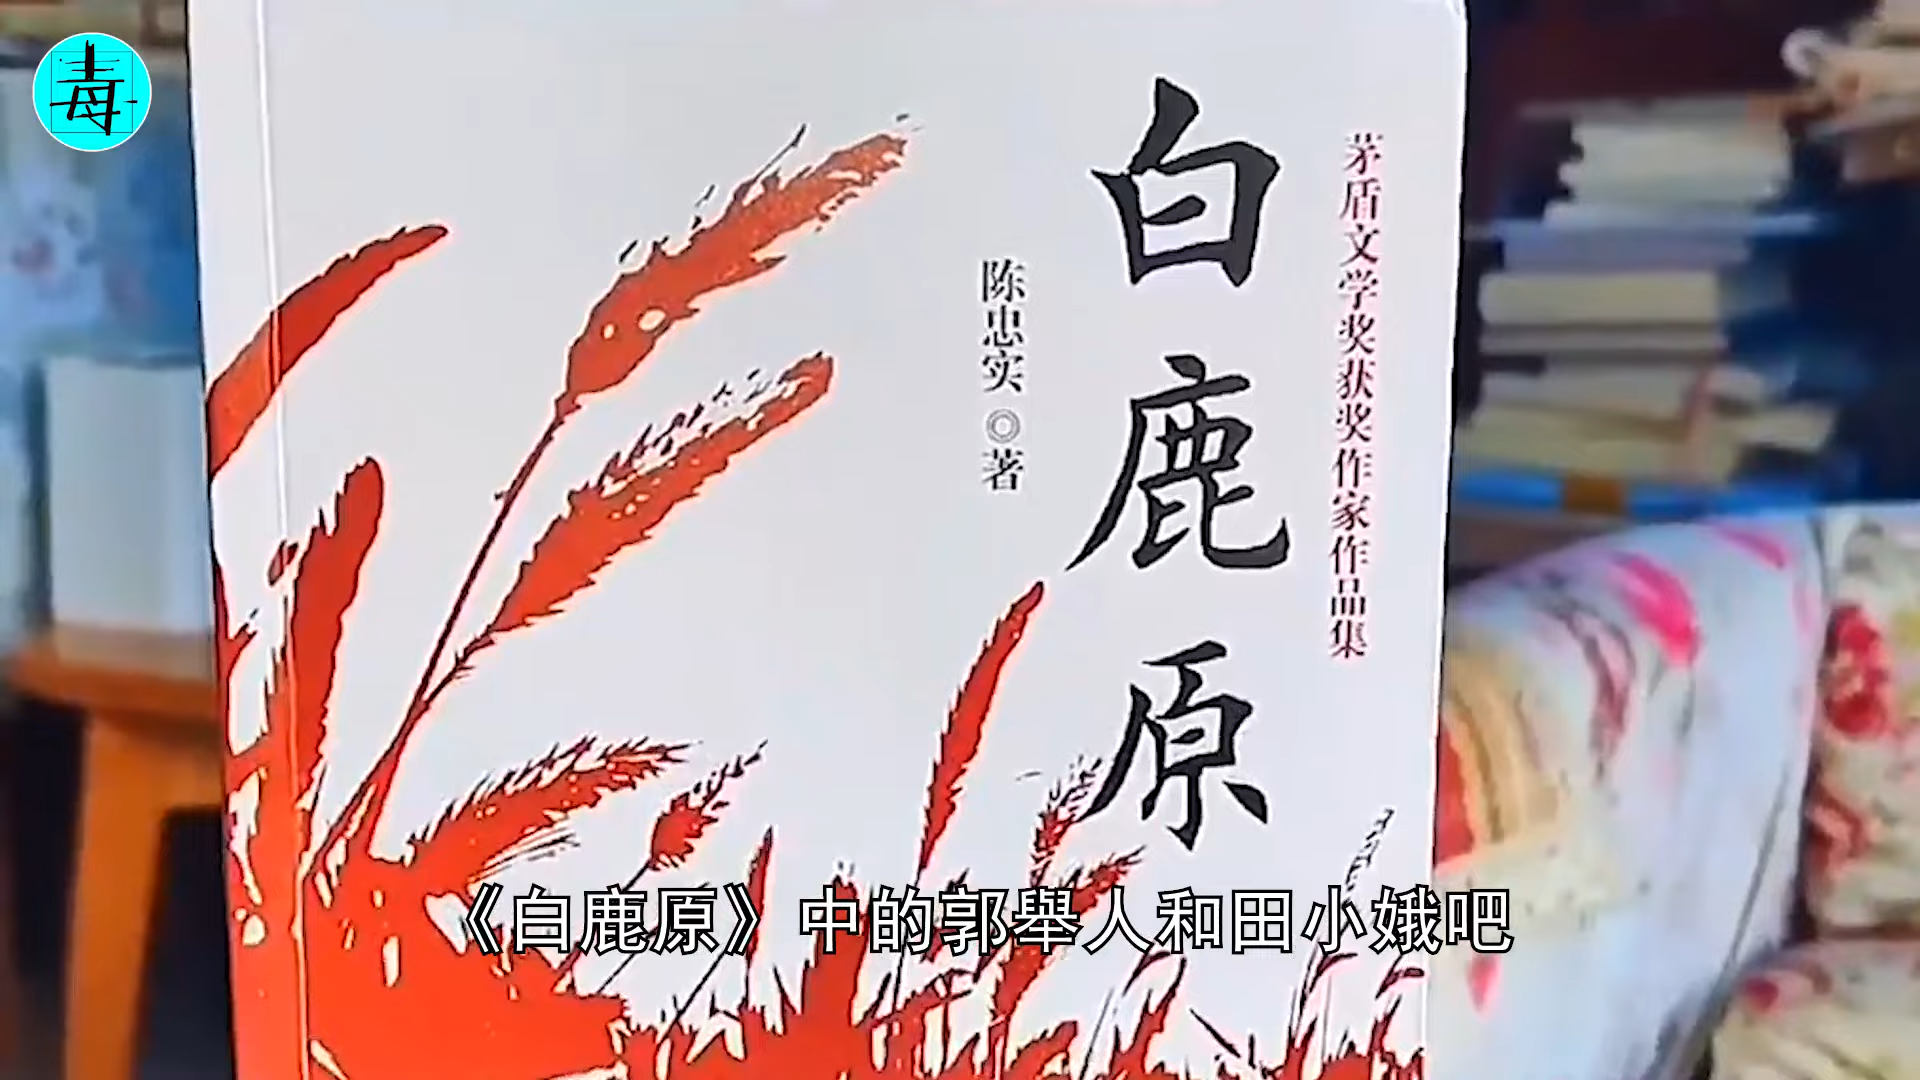 毒
茅盾文学奖获奖作家作品集
白鹿原
陈忠实◎著
《白鹿原》中的郭舉人和田小娥吧